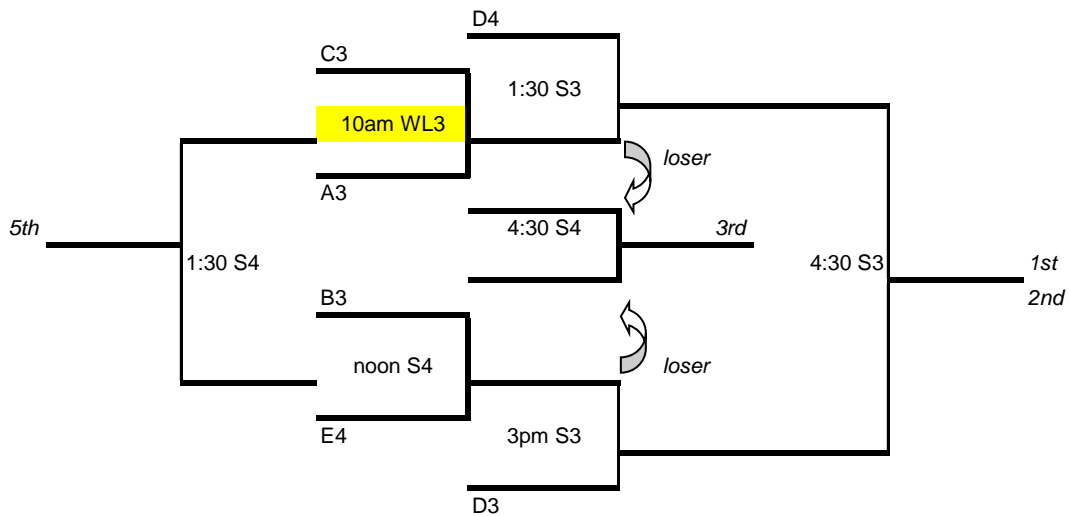 D4
C3
1:30 S3
10am WL3
loser
A3
5th
4:30 S4
3rd
1:30 S4
4:30 S3
1st
2nd
B3
noon S4
loser
E4
3pm S3
D3